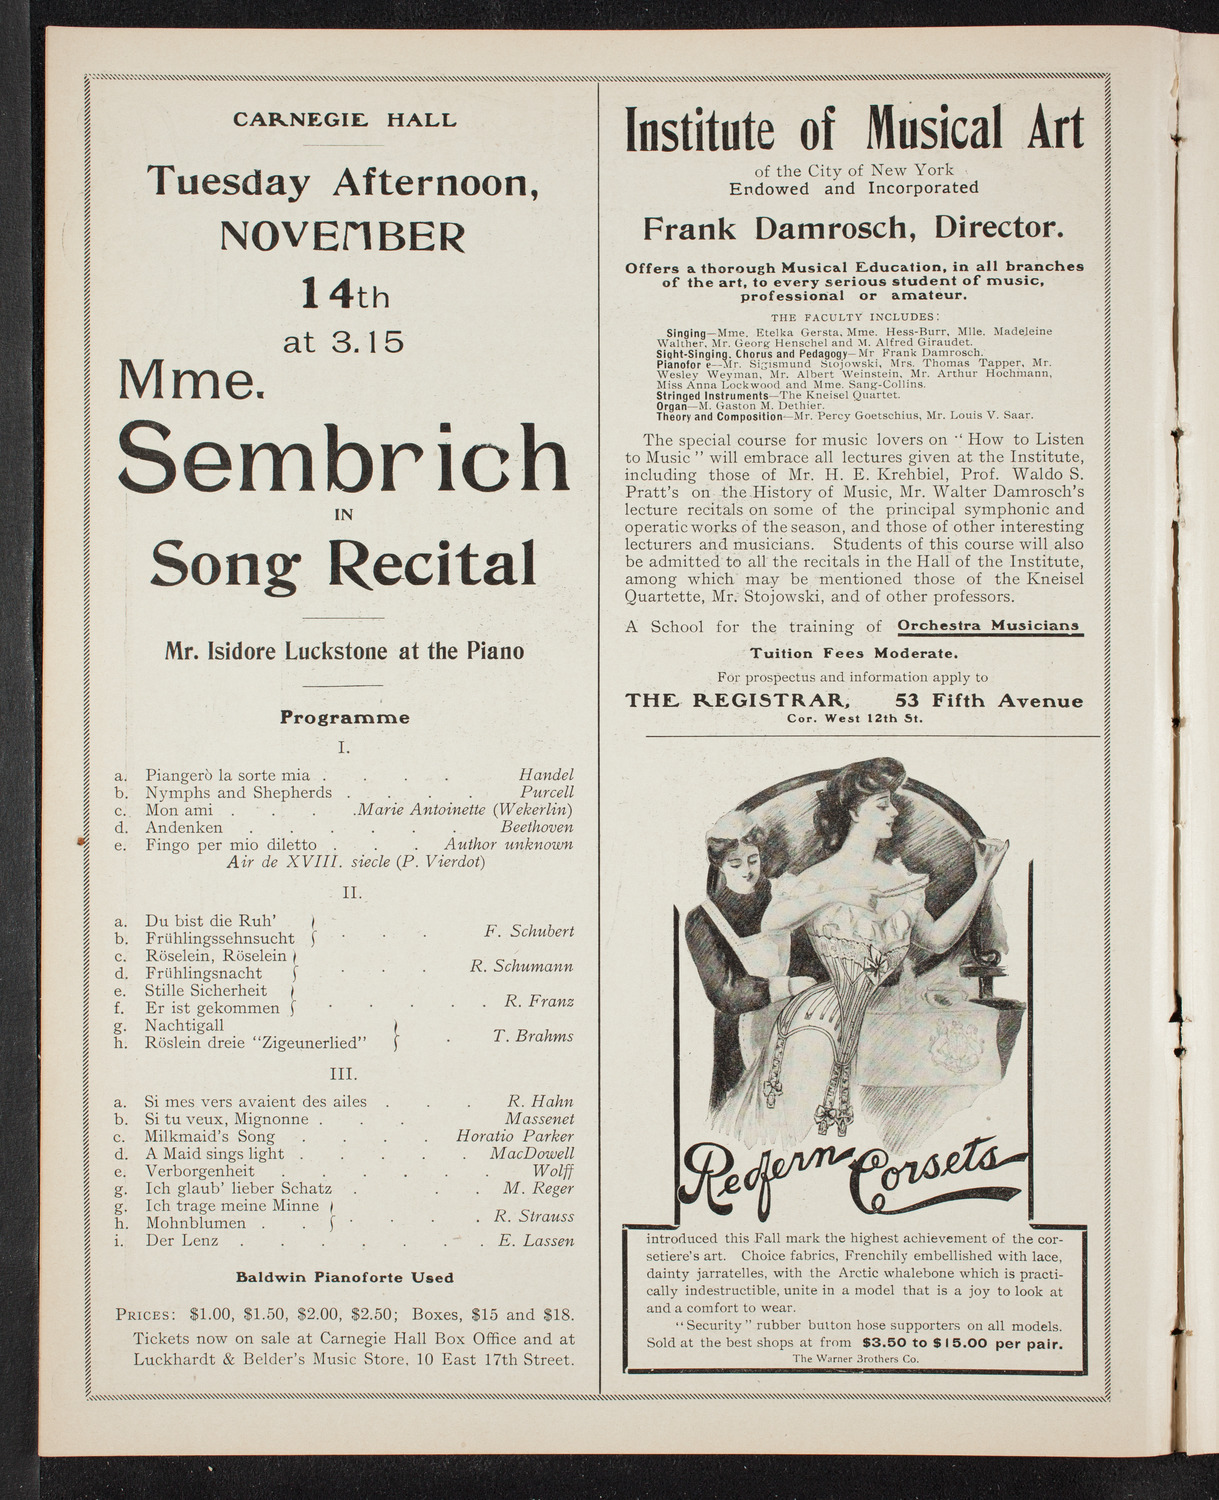 CARNEGIE HALL
Tuesday Afternoon,
NOVEMBER
14th
at 3.15
Mme.
Sembrich
IN
Song Recital
Mr. Isidore Luckstone at the Piano
Programme
I.
a. Piangerò la sorte mia . . . . Handel
b. Nymphs and Shepherds . . . . Purcell
c. Mon ami . . . .Marie Antoinette (Wekerlin)
d. Andenken . . . . . . Beethoven
e. Fingo per mio diletto . . . Author unknown
Air de XVIII. siecle (P. Vierdot)
II.
a. Du bist die Ruh'
b. Frühlingssehnsucht } . . . F. Schubert
c. Röselein, Röselein
d. Frühlingsnacht } . . . R. Schumann
e. Stille Sicherheit
f. Er ist gekommen } . . . . . R. Franz
g. Nachtigall
h. Röslein dreie "Zigeunerlied" } . T. Brahms
III.
a. Si mes vers avaient des ailes . . . R. Hahn
b. Si tu veux, Mignonne . . . Massenet
c. Milkmaid's Song . . . . Horatio Parker
d. A Maid sings light . . . . . MacDowell
e. Verborgenheit . . . . . . Wolff
g. Ich glaub' lieber Schatz . . . M. Reger
g. Ich trage meine Minne
h. Mohnblumen . . } . . . . R. Strauss
i. Der Lenz . . . . . . . E. Lassen
Baldwin Pianoforte Used
PRICES: $1.00, $1.50, $2.00, $2.50; Boxes, $15 and $18.
Tickets now on sale at Carnegie Hall Box Office and at
Luckhardt & Belder's Music Store, 10 East 17th Street.
Institute of Musical Art
of the City of New York
Endowed and Incorporated
Frank Damrosch, Director.
Offers a thorough Musical Education, in all branches
of the art, to every serious student of music,
professional or amateur.
THE FACULTY INCLUDES:
Singing—Mme. Etelka Gersta, Mme. Hess-Burr, Mlle. Madeleine
Walther, Mr. Georg Henschel and M. Alfred Giraudet.
Sight-Singing, Chorus and Pedagogy—Mr Frank Damrosch.
Pianofor e—Mr. Sigismund Stojowski, Mrs. Thomas Tapper, Mr.
Wesley Weyman, Mr. Albert Weinstein, Mr. Arthur Hochmann,
Miss Anna Lockwood and Mme. Sang-Collins.
Stringed Instruments—The Kneisel Quartet.
Organ—M. Gaston M. Dethier.
Theory and Composition—Mr. Percy Goetschius, Mr. Louis V. Saar.
The special course for music lovers on "How to Listen
to Music" will embrace all lectures given at the Institute,
including those of Mr. H. E. Krehbiel, Prof. Waldo S.
Pratt's on the History of Music, Mr. Walter Damrosch's
lecture recitals on some of the principal symphonic and
operatic works of the season, and those of other interesting
lecturers and musicians. Students of this course will also
be admitted to all the recitals in the Hall of the Institute,
among which may be mentioned those of the Kneisel
Quartette, Mr. Stojowski, and of other professors.
A School for the training of Orchestra Musicians
Tuition Fees Moderate.
For prospectus and information apply to
THE REGISTRAR, 53 Fifth Avenue
Cor. West 12th St.
Redfern Corsets
introduced this Fall mark the highest achievement of the cor-
setiere's art. Choice fabrics, Frenchily embellished with lace,
dainty jarratelles, with the Arctic whalebone which is practi-
cally indestructible, unite in a model that is a joy to look at
and a comfort to wear.
"Security" rubber button hose supporters on all models.
Sold at the best shops at from $3.50 to $15.00 per pair.
The Warner Brothers Co.